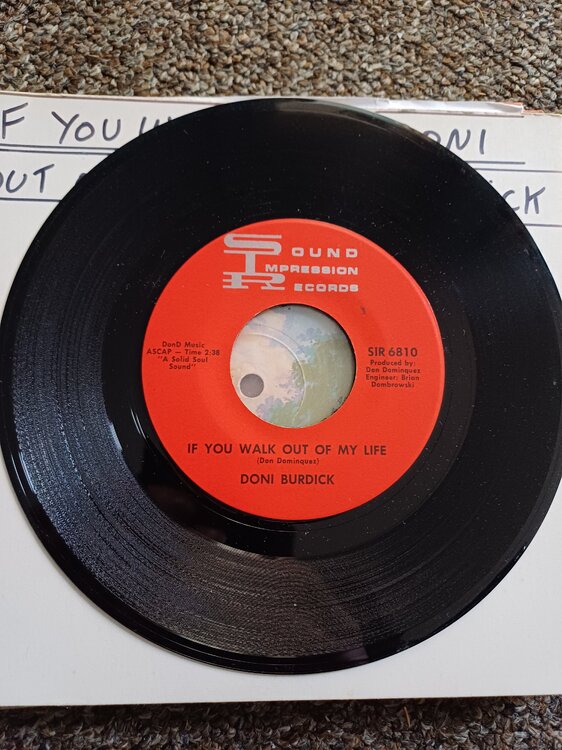 F YOU ONI
OUT CK
SOUND
IMPRESSION
RECORDS
DonD Music
ASCAP — Time 2:38
"A Solid Soul
Sound"
SIR 6810
Produced by:
Don Dominquez
Engineer: Brian
Dombrowski
IF YOU WALK OUT OF MY LIFE
(Don Dominquez)
DONI BURDICK